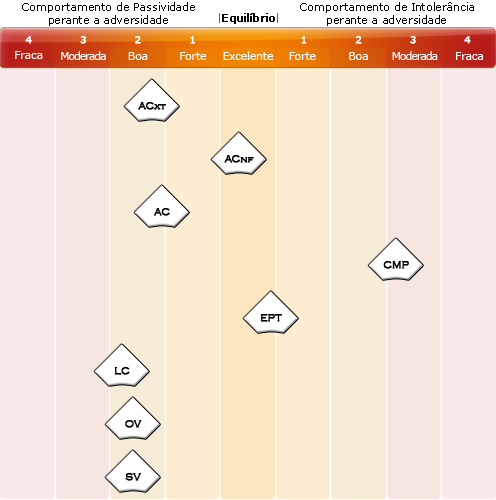 Comportamento de Passividade
perante a adversidade
|Equilíbrio|
Comportamento de Intolerância
perante a adversidade
4 3 2 1 1 2 3 4
Fraca Moderada Boa Forte Excelente Forte Boa Moderada Fraca
ACXT
ACNF
AC
CMP
EPT
LC
OV
SV